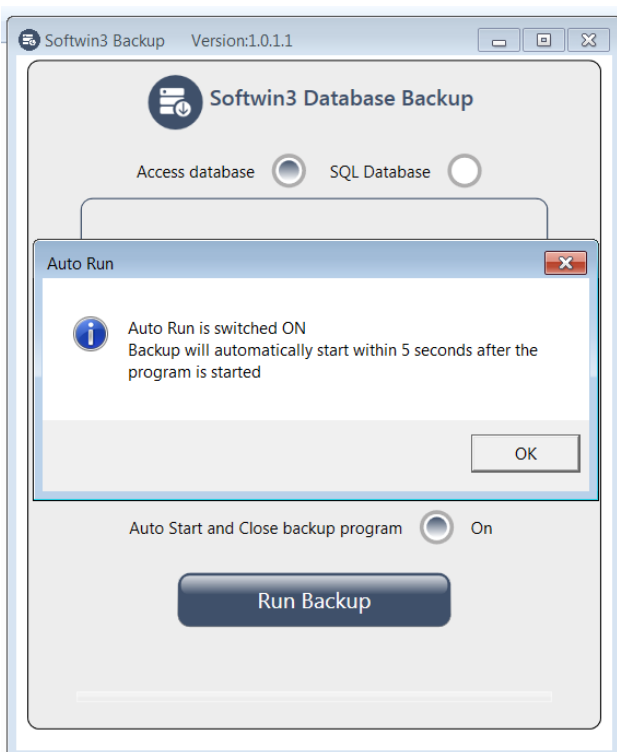 Softwin3 Backup Version:1.0.1.1
Softwin3 Database Backup
Access database SQL Database
Auto Run
Auto Run is switched ON
Backup will automatically start within 5 seconds after the
program is started
OK
Auto Start and Close backup program On
Run Backup